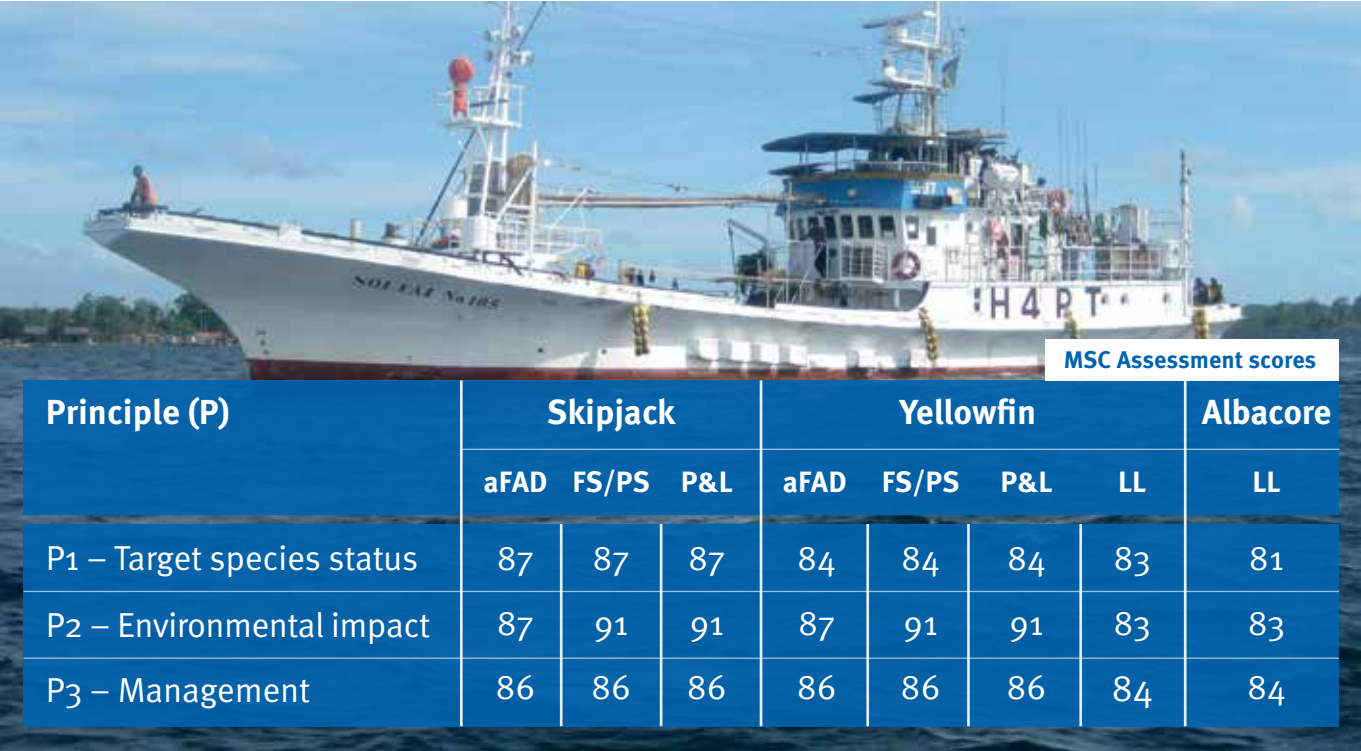 SOLTAI No 105
H4PT
MSC Assessment scores
Principle (P) Skipjack Yellowfin Albacore
aFAD FS/PS P&L aFAD FS/PS P&L LL LL
P1 – Target species status 87 87 87 84 84 84 83 81
P2 – Environmental impact 87 91 91 87 91 91 83 83
P3 – Management 86 86 86 86 86 86 84 84